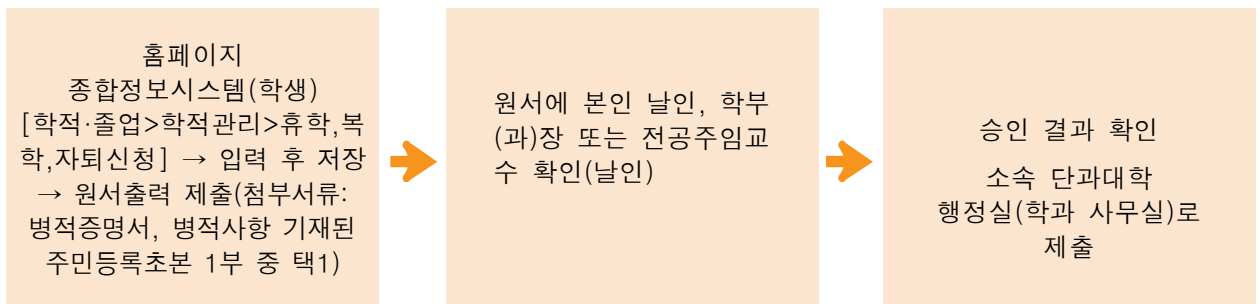 홈페이지
종합정보시스템(학생)
[학적·졸업>학적관리>휴학,복
학,자퇴신청] → 입력 후 저장
→ 원서출력 제출(첨부서류:
병적증명서, 병적사항 기재된
주민등록초본 1부 중 택1)
원서에 본인 날인, 학부
(과)장 또는 전공주임교
수 확인(날인)
승인 결과 확인
소속 단과대학
행정실(학과 사무실)로
제출